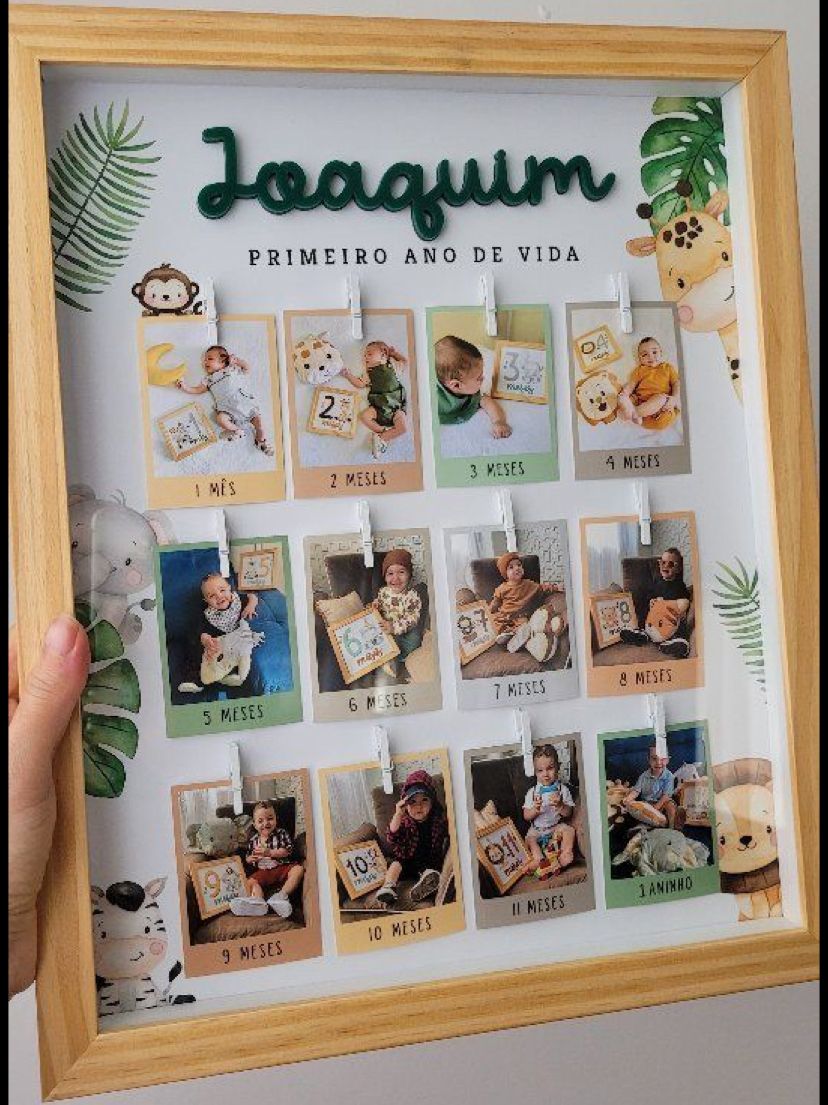 Joaquim
PRIMEIRO ANO DE VIDA
1 MÊS
2 MESES
3 MESES
4 MESES
5 MESES
6 MESES
7 MESES
8 MESES
9 MESES
10 MESES
11 MESES
1 ANINHO